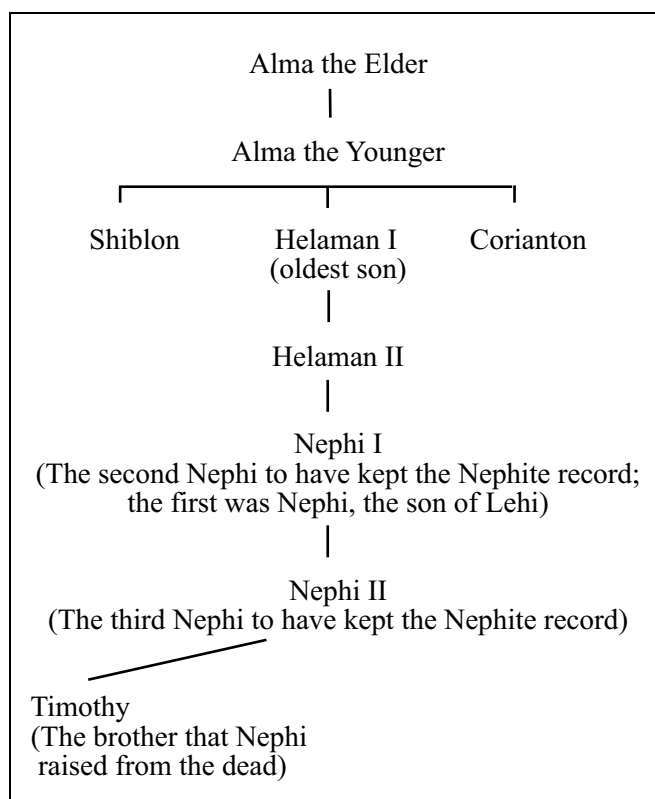 Alma the Elder
Alma the Younger
Shiblon Helaman I Corianton
(oldest son)
Helaman II
Nephi I
(The second Nephi to have kept the Nephite record;
the first was Nephi, the son of Lehi)
Nephi II
(The third Nephi to have kept the Nephite record)
Timothy
(The brother that Nephi
raised from the dead)